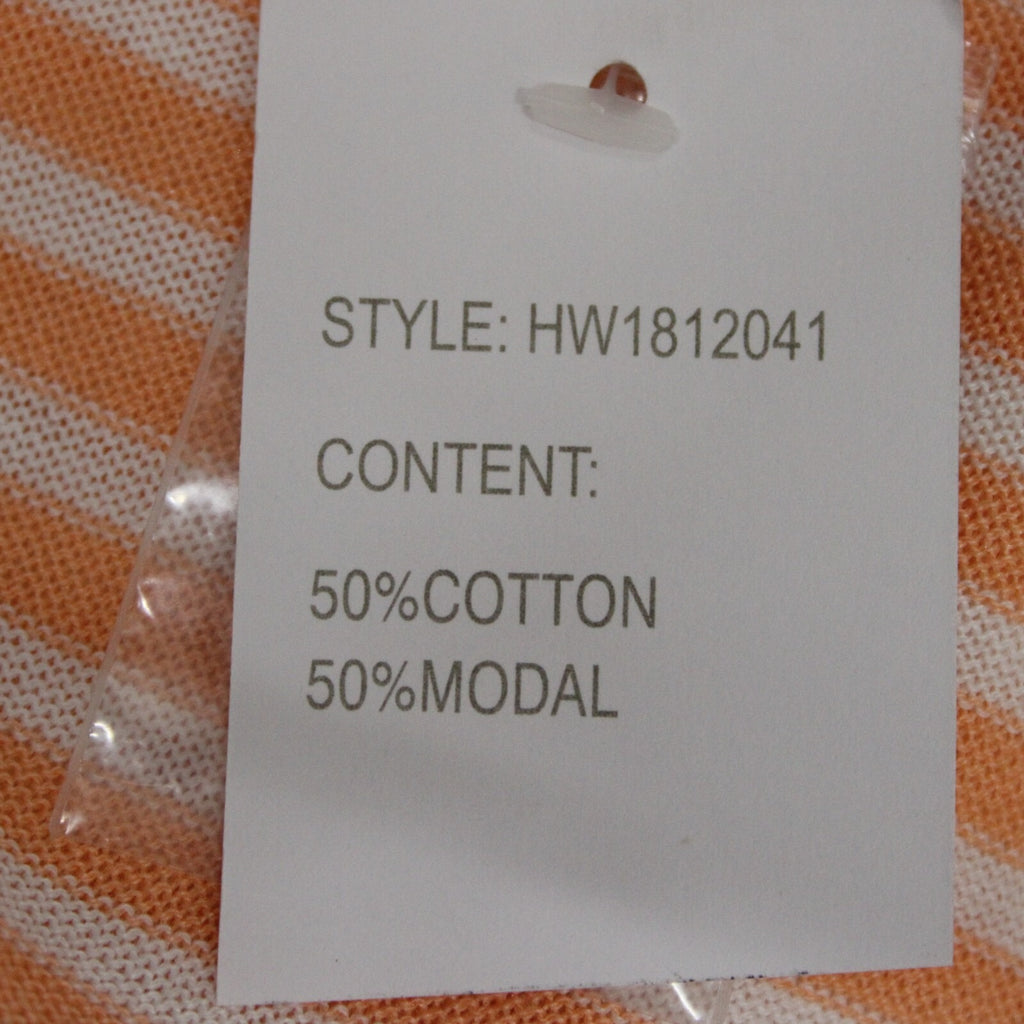 STYLE: HW1812041
CONTENT:
50%COTTON
50%MODAL